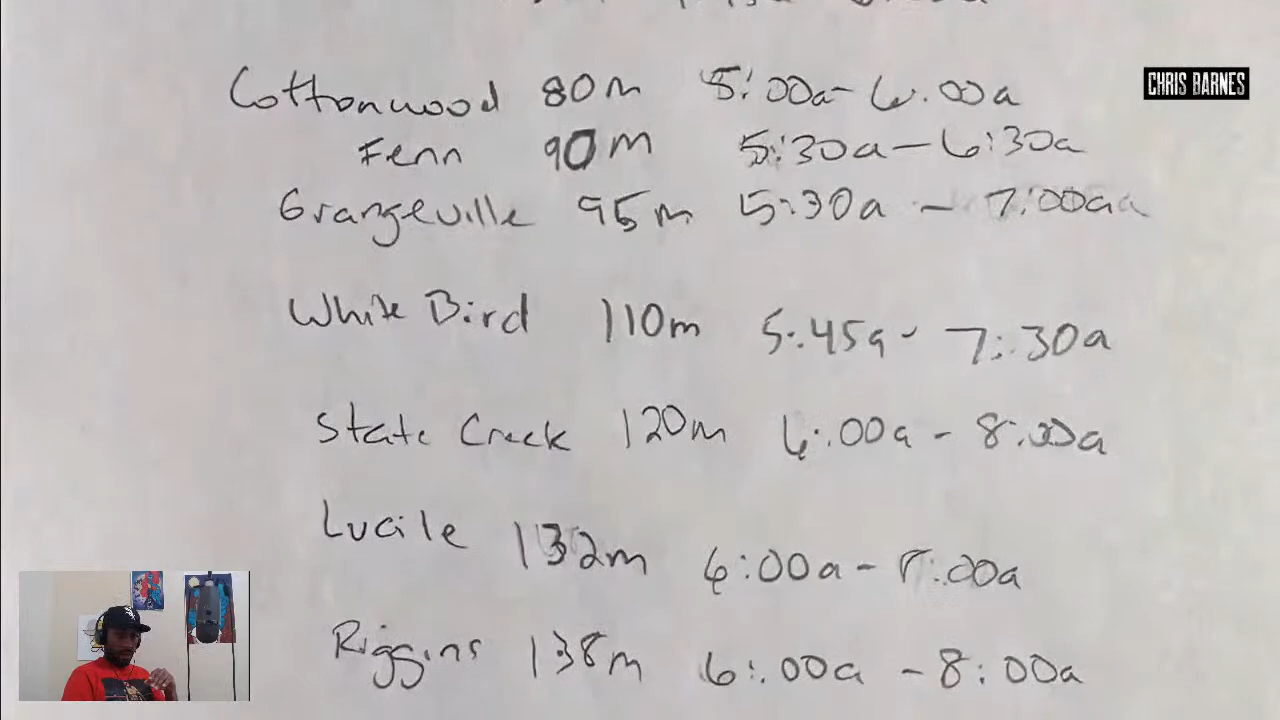 CHRIS BARNES
Cottonwood 80m 5:00a- 6:00a
Fenn 90m 5:30a-6:30a
Grangeville 95m 5:30a - 7:00aa
White Bird 110m 5:45a- 7:30a
State Creek 120m 6:00a - 8:00a
Lucile 132m 6:00a- :00a
Riggins 138m 6:00a -8:00a